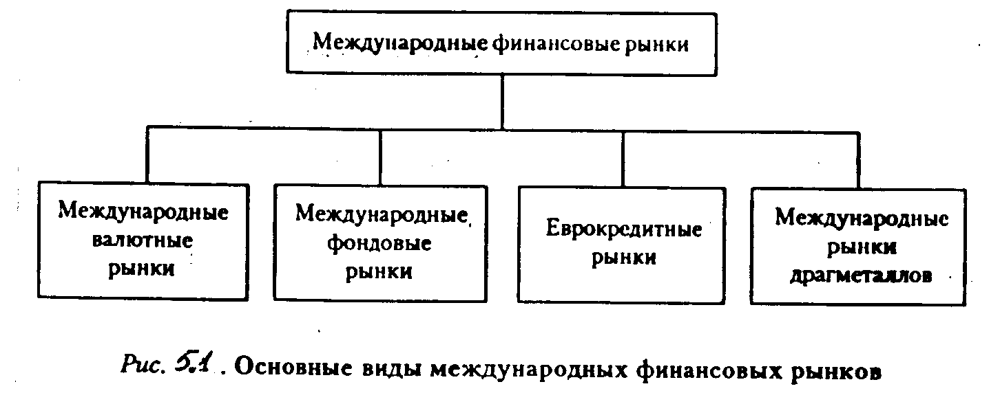 Международные финансовые рынки
Международные
валютные
рынки
Международные
фондовые
рынки
Еврокредитные
рынки
Международные
рынки
драгметаллов
Рис. 5.1. Основные виды международных финансовых рынков